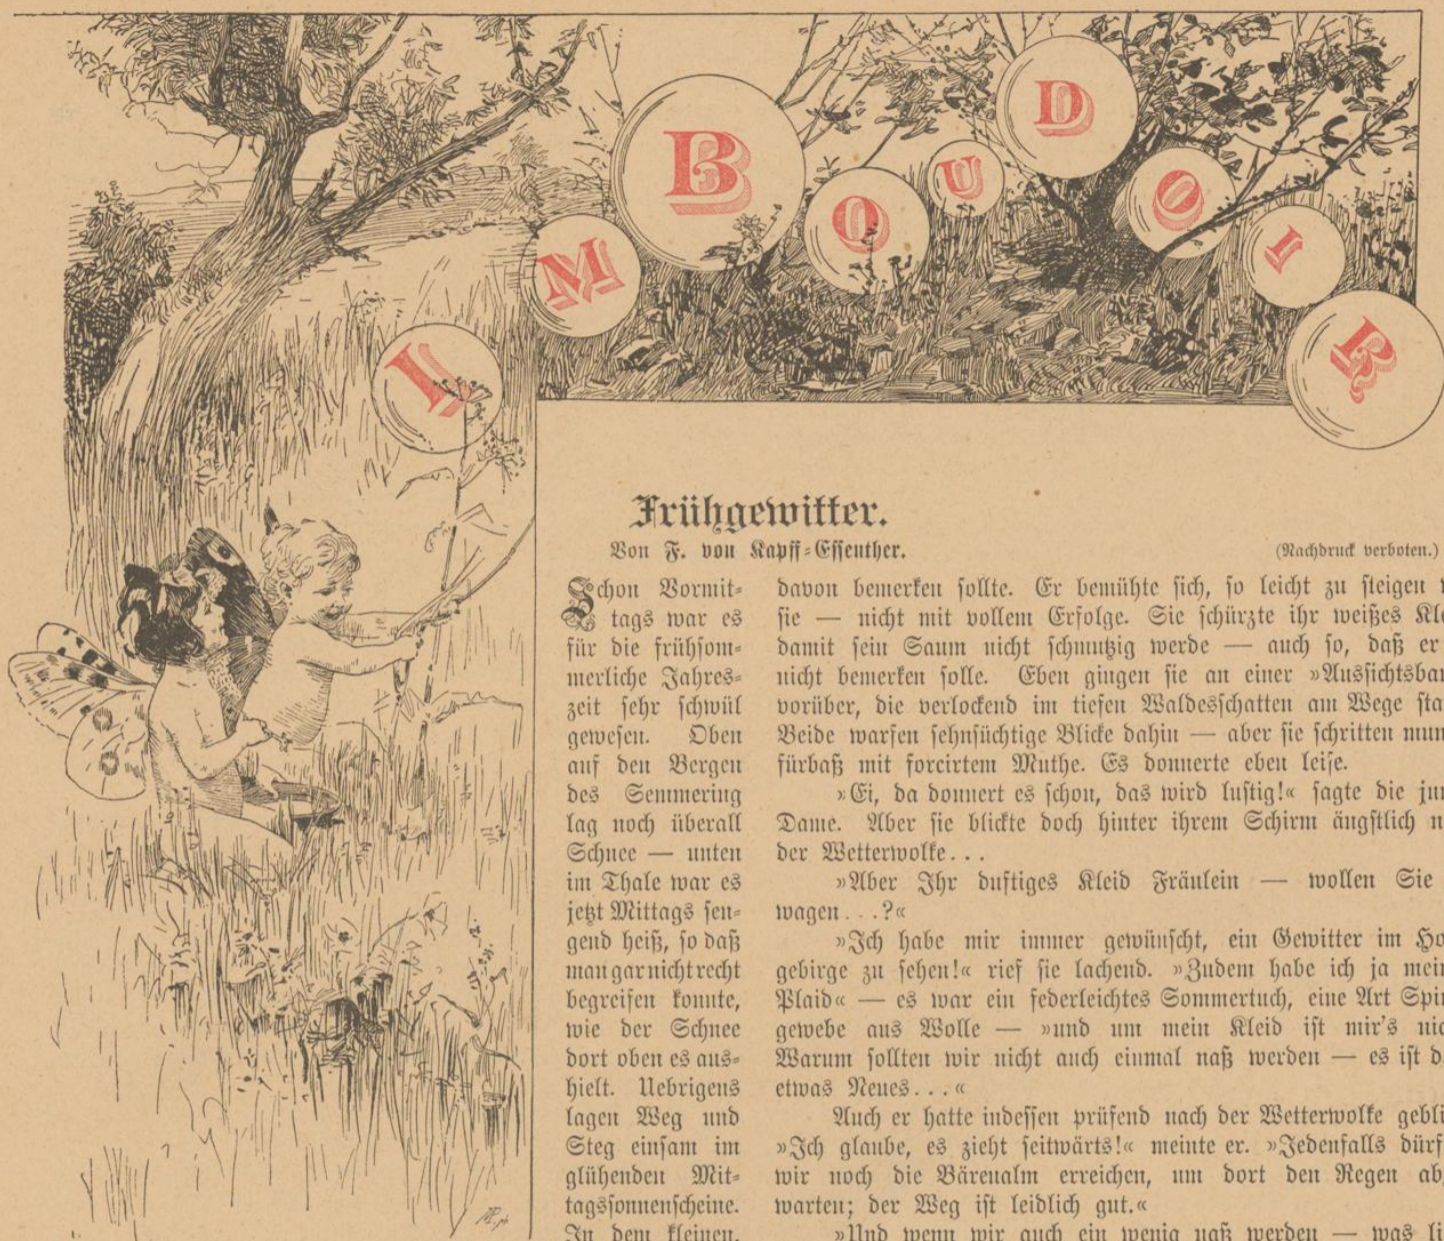 IM BOUDOIR
Frühgewitter.
Von F. von Kapff-Essenther.
(Nachdruck verboten.)
Schon Vormit-
tags war es
für die frühsom-
merliche Jahres-
zeit sehr schwül
gewesen. Oben
auf den Bergen
des Semmering
lag noch überall
Schnee — unten
im Thale war es
jetzt Mittags sen-
gend heiß, so daß
man gar nicht recht
begreifen konnte,
wie der Schnee
dort oben es aus-
hielt. Uebrigens
lagen Weg und
Steg einsam im
glühenden Mit-
tagssonnenscheine.
In dem kleinen,
davon bemerken sollte. Er bemühte sich, so leicht zu steigen
sie — nicht mit vollem Erfolge. Sie schürzte ihr weißes
damit sein Saum nicht schmutzig werde — auch so, daß er
nicht bemerken solle. Eben gingen sie an einer
vorüber, die verlockend im tiefen Waldesschatten am Wege
Beide warfen sehnsüchtige Blicke dahin — aber sie schritten
fürbaß mit forcirtem Muthe. Es donnerte eben leise.
»Ei, da donnert es schon, das wird lustig!« sagte die
Dame. Aber sie blickte doch hinter ihrem Schirm ängstlich
der Wetterwolke...
»Aber Ihr duftiges Kleid Fräulein — wollen Sie
wagen...?«
»Ich habe mir immer gewünscht, ein Gewitter im
gebirge zu sehen!« rief sie lachend. »Zudem habe ich ja
Plaid« — es war ein federleichtes Sommertuch, eine Art
gewebe aus Wolle — »und um mein Kleid ist mir's
Warum sollten wir nicht auch einmal naß werden — es ist
etwas Neues...«
Auch er hatte indessen prüfend nach der Wetterwolke
»Ich glaube, es zieht seitwärts!« meinte er. »Jedenfalls
wir noch die Bärenalm erreichen, um dort den Regen
warten; der Weg ist leidlich gut.«
»Und wenn wir auch ein wenig naß werden — was